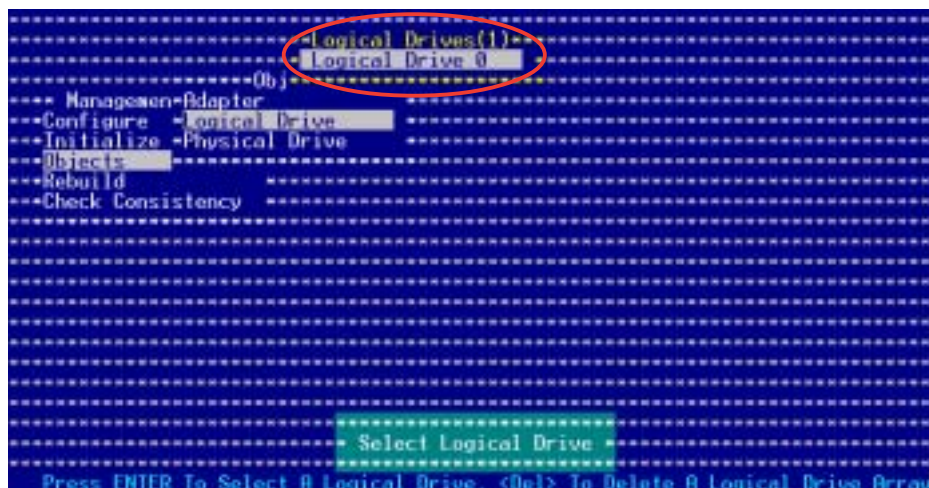 Logical Drives(1)
Logical Drive 0
Obj
Managemen
Adapter
Configure
Logical Drive
Initialize
Physical Drive
Objects
Rebuild
Check Consistency
Select Logical Drive
Press ENTER To Select A Logical Drive, <Del> To Delete A Logical Drive Array